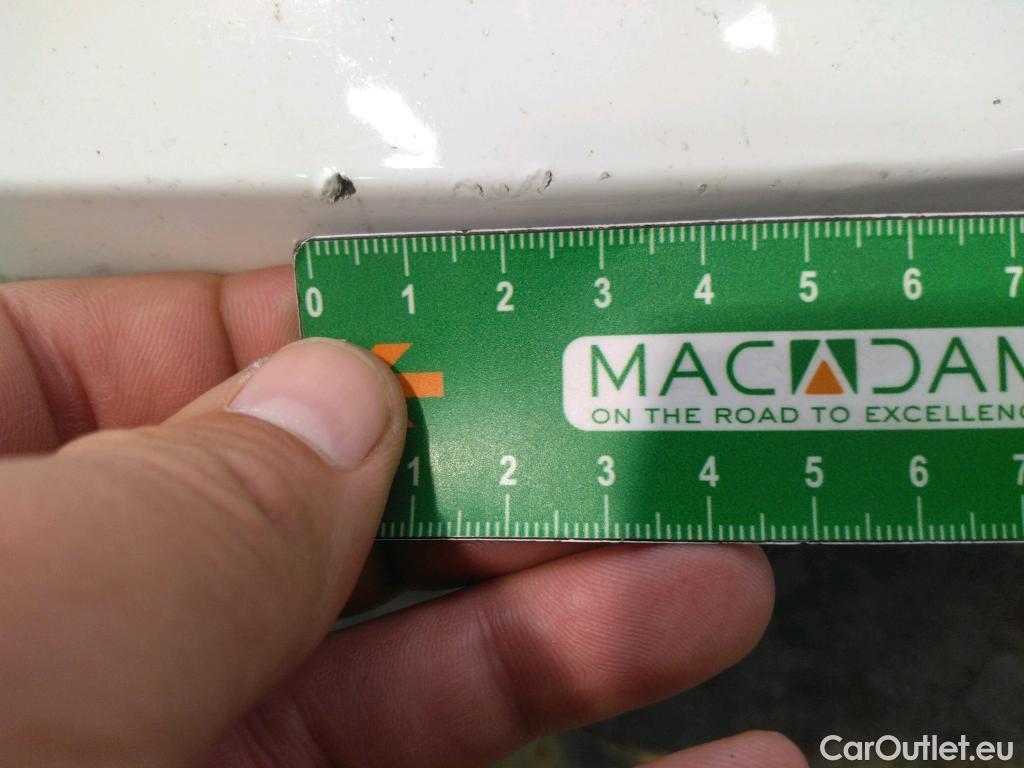 0 1 2 3 4 5 6 7
MACADAM
ON THE ROAD TO EXCELLENC
1 2 3 4 5 6 7
CarOutlet.eu